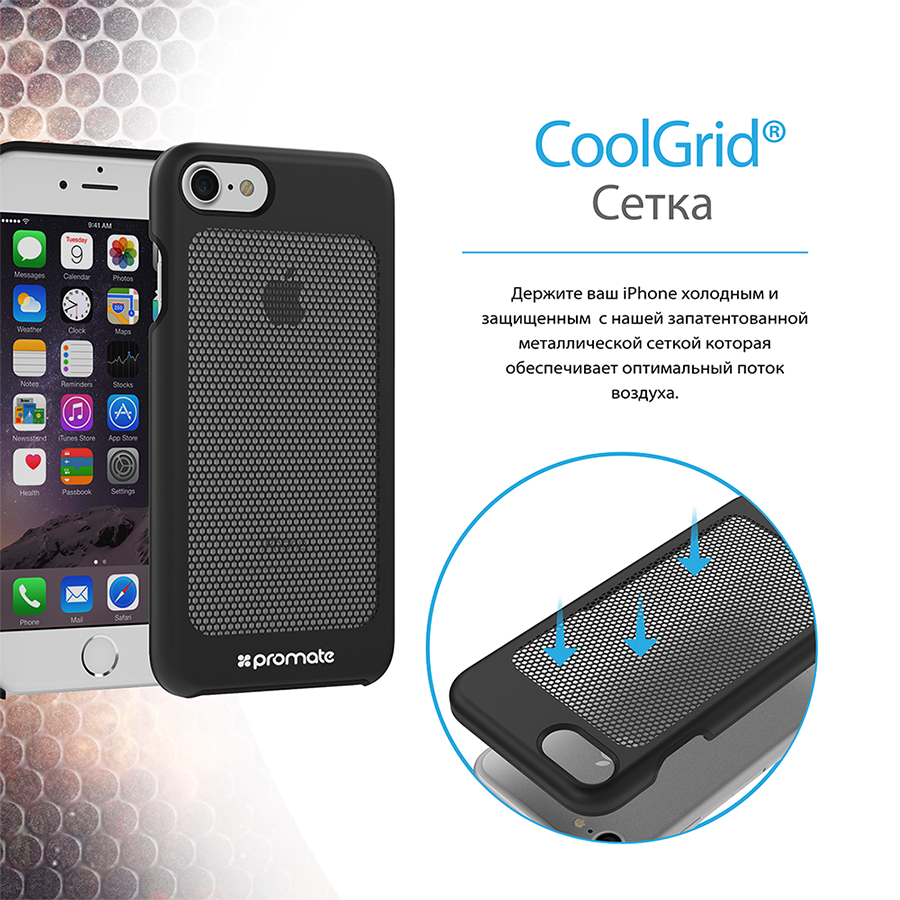 CoolGrid®
Сетка
Держите ваш iPhone холодным и
защищенным с нашей запатентованной
металлической сеткой которая
обеспечивает оптимальный поток
воздуха.
9:41 AM
Tuesday
9
Messages Calendar Photos
280
Weather Clock Maps
Notes Reminders Stocks
Newsstand iTunes Store App Store
Health Passbook Settings
Phone Mail Safari
promate